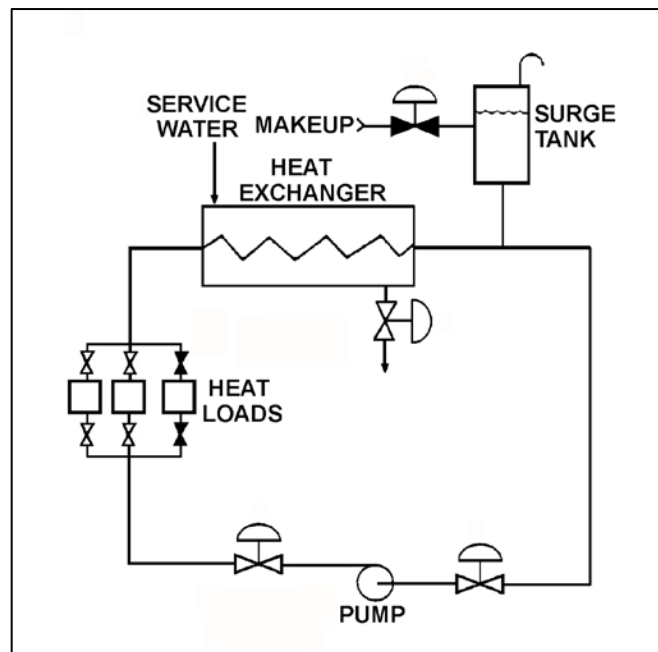 SERVICE
WATER
MAKEUP
SURGE
TANK
HEAT
EXCHANGER
HEAT
LOADS
PUMP